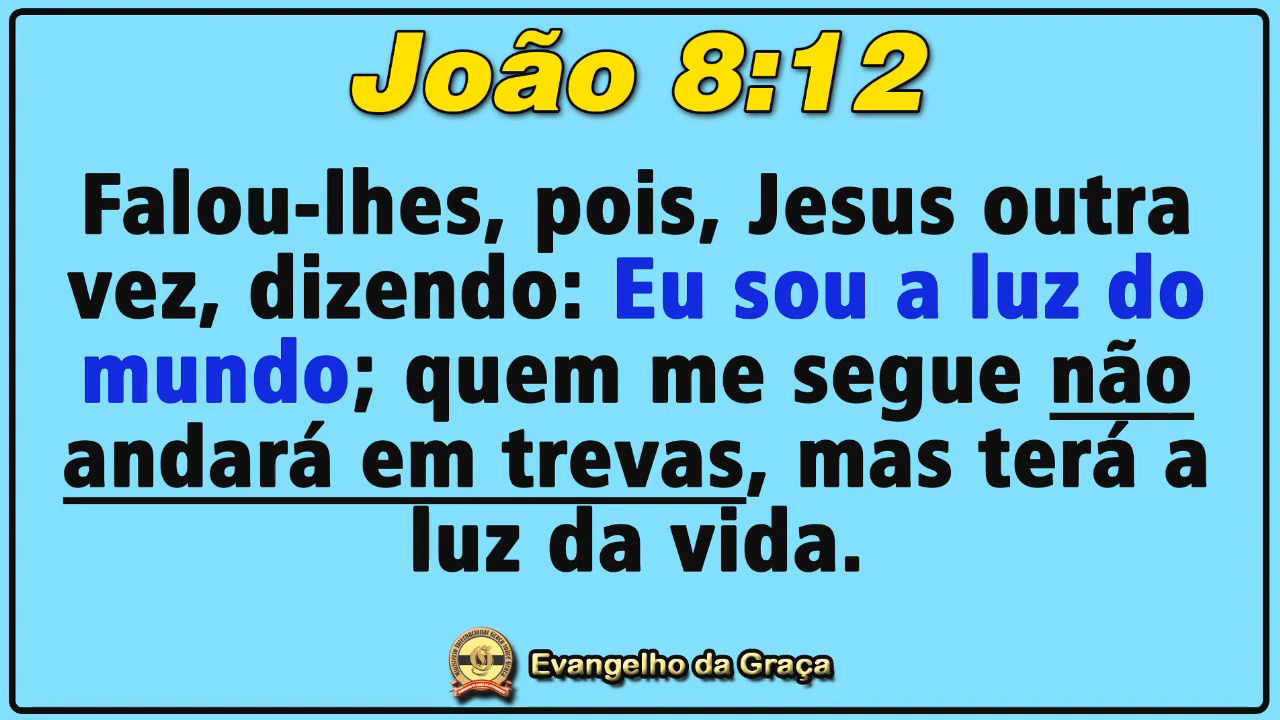 João 8:12
Falou-lhes, pois, Jesus outra
vez, dizendo: Eu sou a luz do
mundo; quem me segue não
andará em trevas, mas terá a
luz da vida.
Evangelho da Graça